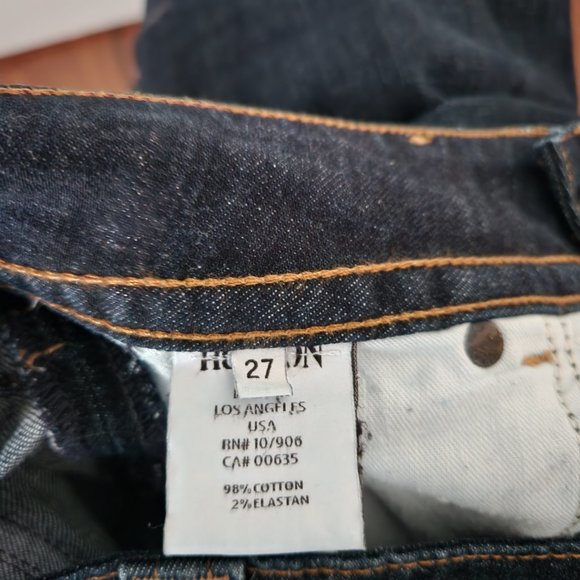 27
LOS ANGELES
USA
RN# 10/906
CA# 00635
98% COTTON
2% ELASTAN